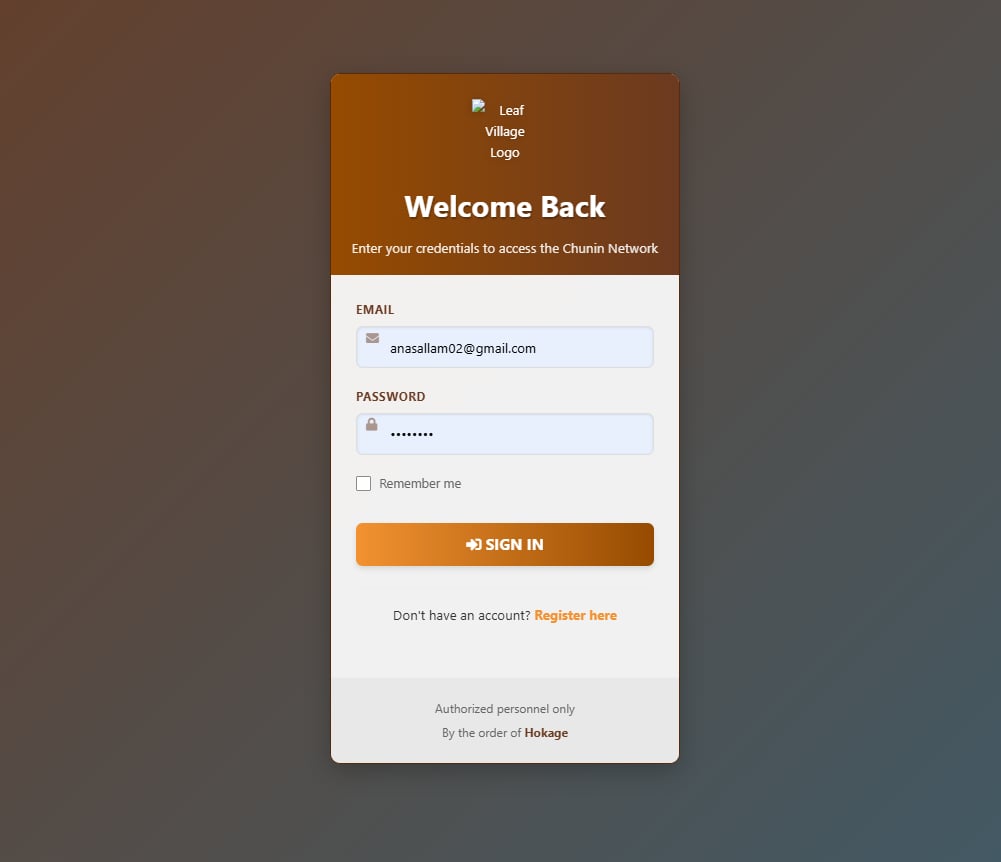 Leaf
Village
Logo
Welcome Back
Enter your credentials to access the Chunin Network
EMAIL
anasallam02@gmail.com
PASSWORD
••••••••
Remember me
SIGN IN
Don't have an account? Register here
Authorized personnel only
By the order of Hokage